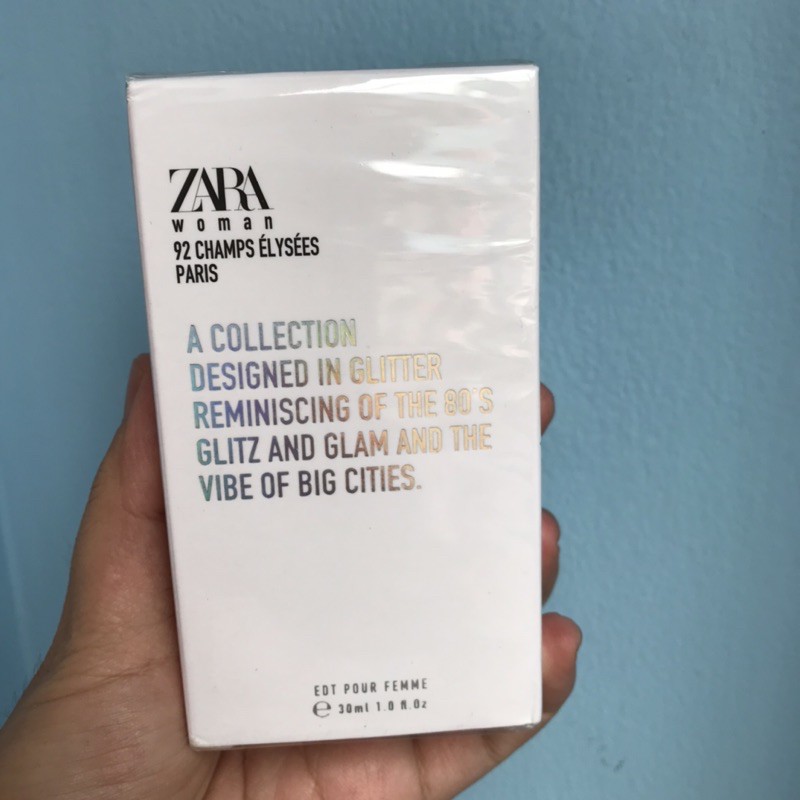 ZARA
woman
92 CHAMPS ÉLYSÉES
PARIS
A COLLECTION
DESIGNED IN GLITTER
REMINISCING OF THE 80'S
GLITZ AND GLAM AND THE
VIBE OF BIG CITIES.
EDT POUR FEMME
℮ 30ml 1.0 fl.Oz